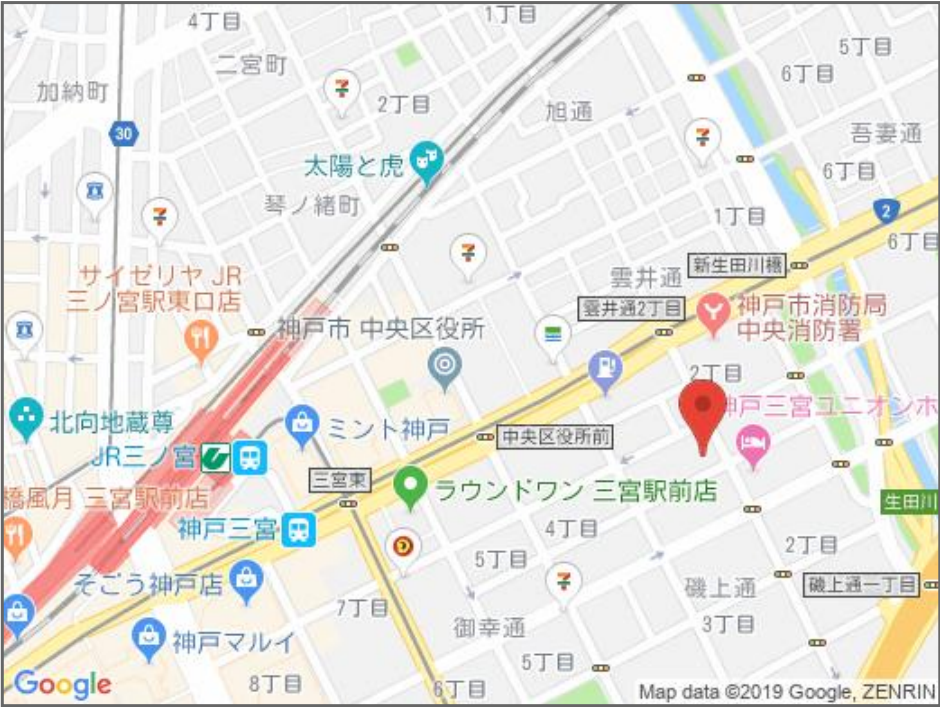 4丁目
1丁目
5丁目
二宮町
6丁目
加納町
2丁目
旭通
30
吾妻通
太陽と虎
6丁目
琴ノ緒町
1丁目
2
6丁目
新生田川橋
サイゼリヤ JR
三ノ宮駅東口店
雲井通
雲井通2丁目
神戸市消防局
中央消防署
神戸市 中央区役所
2丁目
神戸三宮ユニオンホ
北向地蔵尊
ミント神戸
中央区役所前
JR三ノ宮
三宮東
橋風月 三宮駅前店
ラウンドワン 三宮駅前店
生田川
神戸三宮
4丁目
2丁目
5丁目
そごう神戸店
磯上通
磯上通一丁目
7丁目
御幸通
3丁目
神戸マルイ
5丁目
Google
8丁目
6丁目
Map data ©2019 Google, ZENRIN